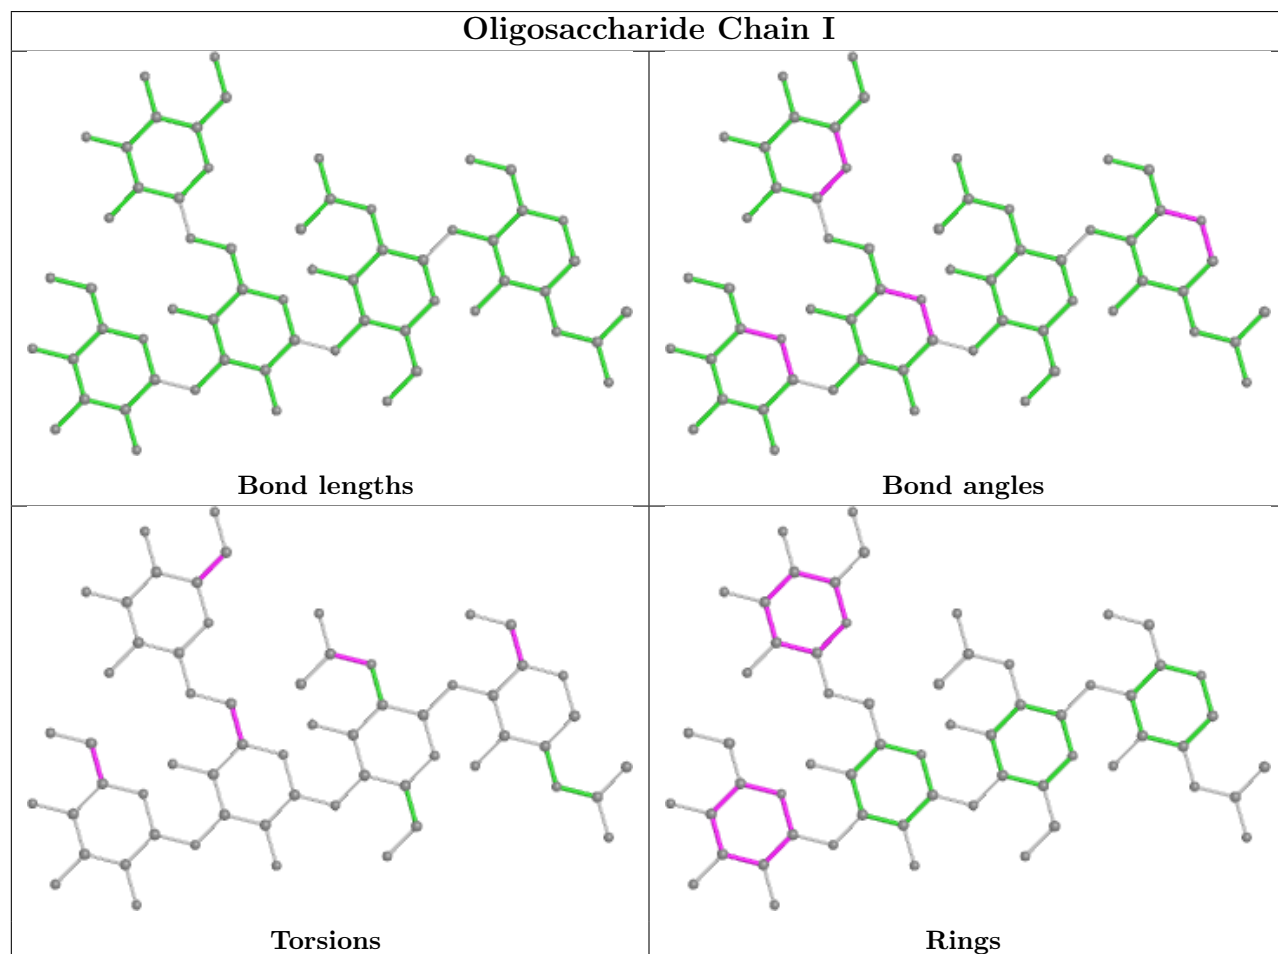 Oligosaccharide Chain I
Bond lengths
Bond angles
Torsions
Rings